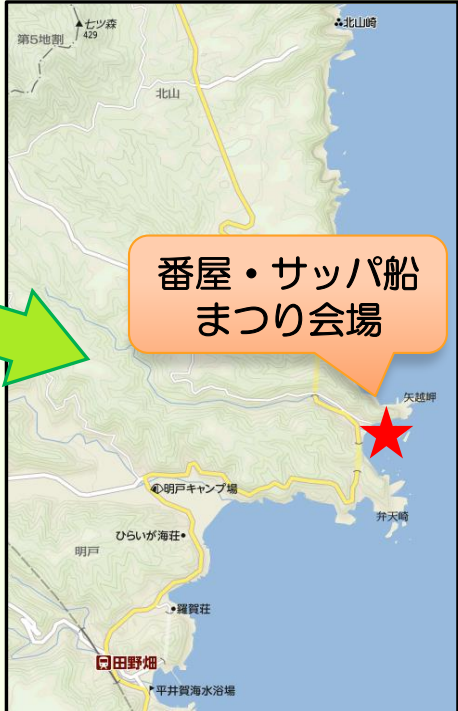 七ツ森
429
第5地割
北山崎
北山
番屋・サッパ船
まつり会場
矢越岬
明戸キャンプ場
弁天崎
ひらいが海荘
明戸
羅賀荘
田野畑
平井賀海水浴場